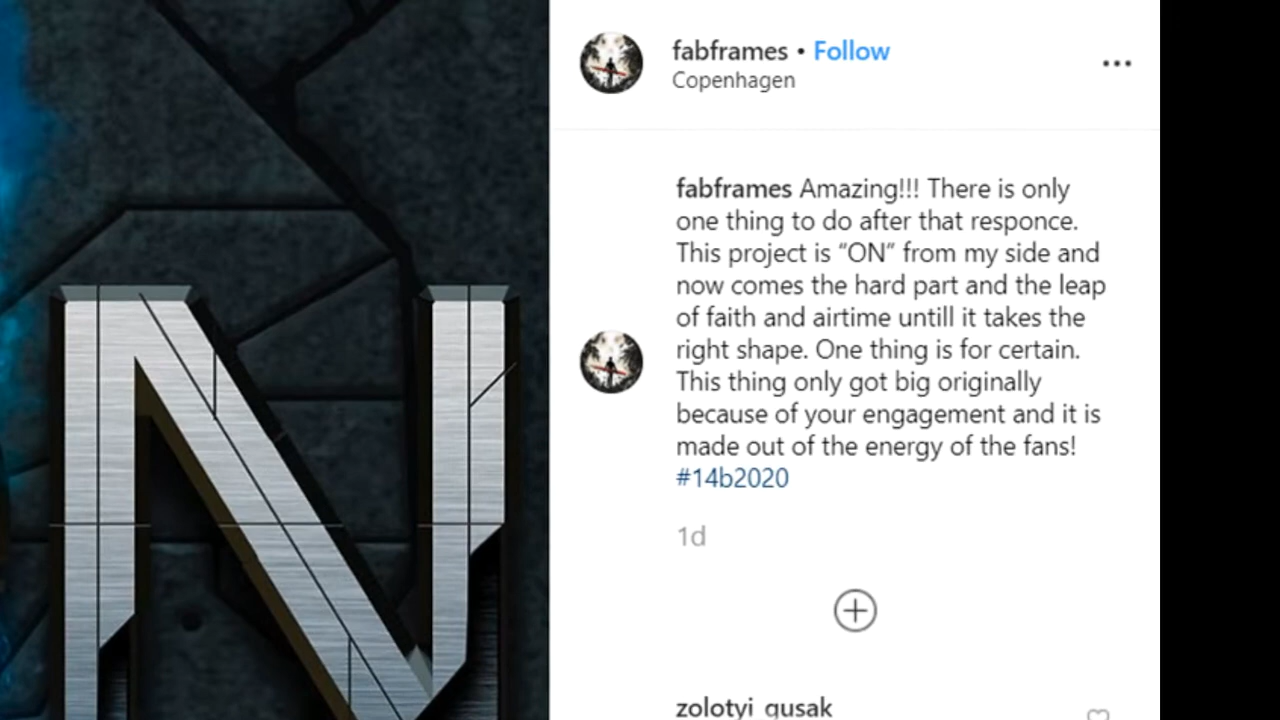 fabframes • Follow
Copenhagen
fabframes Amazing!!! There is only
one thing to do after that responce.
This project is “ON” from my side and
now comes the hard part and the leap
of faith and airtime untill it takes the
right shape. One thing is for certain.
This thing only got big originally
because of your engagement and it is
made out of the energy of the fans!
#14b2020
1d
zolotyi_gusak
N